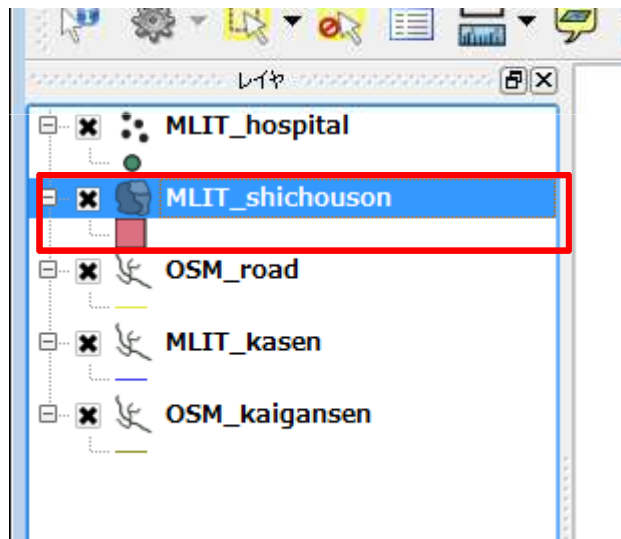 レイヤ
MLIT_hospital
MLIT_shichouson
OSM_road
MLIT_kasen
OSM_kaigansen